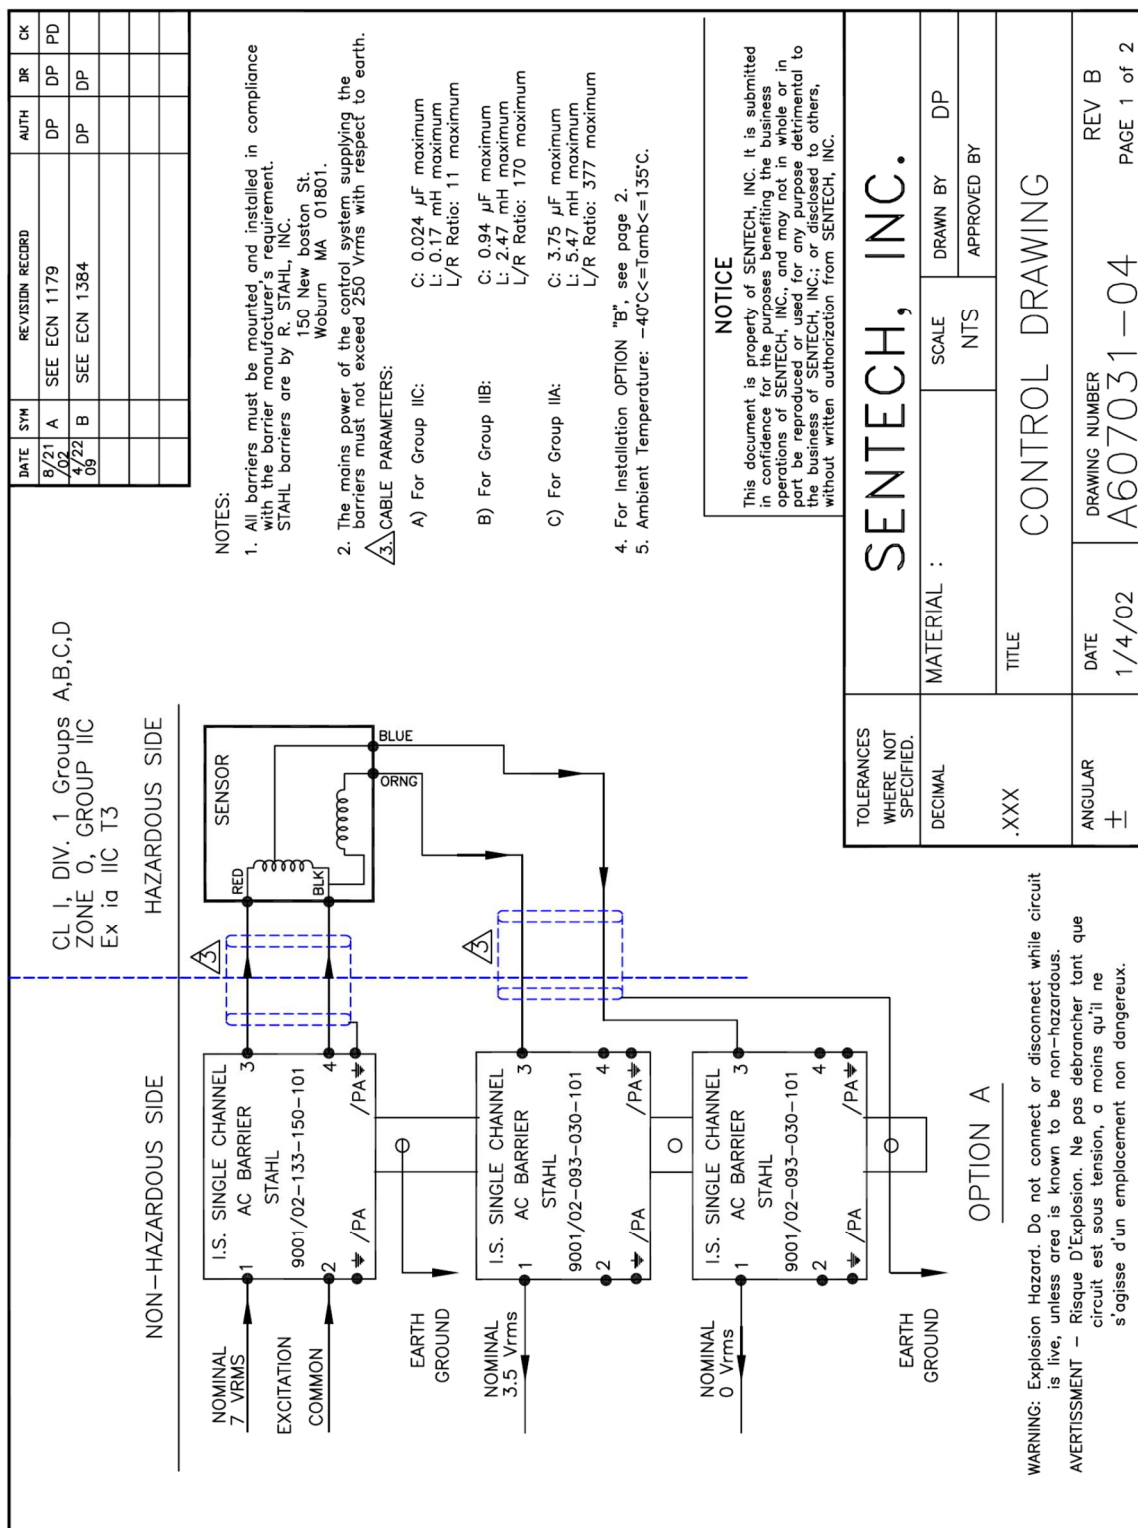 DATE SYM REVISION RECORD AUTH DR CK
8/21/02 A SEE ECN 1179 DP DP PD
4/22 09 B SEE ECN 1384 DP DP
NOTES:
1. All barriers must be mounted and installed in compliance
with the barrier manufacturer's requirement.
STAHL barriers are by R. STAHL, INC.
150 New boston St.
Woburn MA 01801.
2. The mains power of the control system supplying the
barriers must not exceed 250 Vrms with respect to earth.
3. CABLE PARAMETERS:
A) For Group IIC: C: 0.024 µF maximum
L: 0.17 mH maximum
L/R Ratio: 11 maximum
B) For Group IIB: C: 0.94 µF maximum
L: 2.47 mH maximum
L/R Ratio: 170 maximum
C) For Group IIA: C: 3.75 µF maximum
L: 5.47 mH maximum
L/R Ratio: 377 maximum
4. For Installation OPTION "B", see page 2.
5. Ambient Temperature: −40°C<=Tamb<=135°C.
CL I, DIV. 1 Groups A,B,C,D
ZONE 0, GROUP IIC
Ex ia IIC T3
NON−HAZARDOUS SIDE HAZARDOUS SIDE
NOMINAL
7 VRMS
EXCITATION
COMMON
1
2
I.S. SINGLE CHANNEL
AC BARRIER
STAHL
9001/02−133−150−101
3
4
/PA /PA
3
SENSOR
RED
BLK
ORNG
BLUE
EARTH
GROUND
NOMINAL
3.5 Vrms
1
2
I.S. SINGLE CHANNEL
AC BARRIER
STAHL
9001/02−093−030−101
3
4
/PA /PA
3
NOMINAL
0 Vrms
1
2
I.S. SINGLE CHANNEL
AC BARRIER
STAHL
9001/02−093−030−101
3
4
/PA /PA
EARTH
GROUND
OPTION A
WARNING: Explosion Hazard. Do not connect or disconnect while circuit
is live, unless area is known to be non−hazardous.
AVERTISSMENT − Risque D'Explosion. Ne pas debrancher tant que
circuit est sous tension, a moins qu'il ne
s'agisse d'un emplacement non dangereux.
NOTICE
This document is property of SENTECH, INC. It is submitted
in confidence for the purposes benefiting the business
operations of SENTECH, INC., and may not in whole or in
part be reproduced or used for any purpose detrimental to
the business of SENTECH, INC.; or disclosed to others,
without written authorization from SENTECH, INC.
TOLERANCES
WHERE NOT
SPECIFIED.
DECIMAL
.XXX
ANGULAR
±
SENTECH, INC.
MATERIAL :
SCALE
NTS
DRAWN BY DP
APPROVED BY
TITLE
CONTROL DRAWING
DATE
1/4/02
DRAWING NUMBER
A607031−04
REV B
PAGE 1 of 2